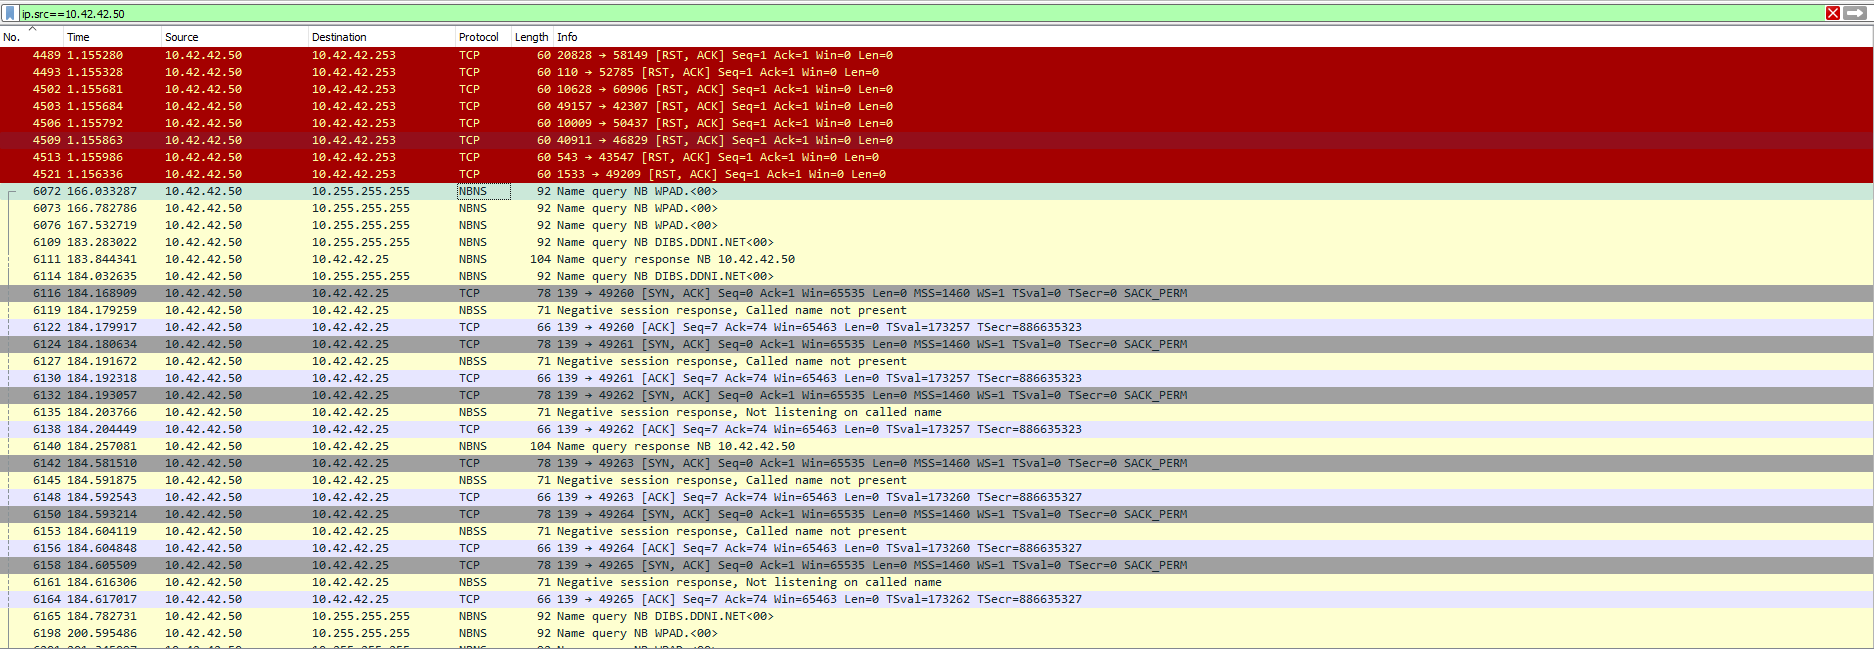 ip.src==10.42.42.50
No. Time Source Destination Protocol Length Info
4489 1.155280 10.42.42.50 10.42.42.253 TCP 60 20828 → 58149 [RST, ACK] Seq=1 Ack=1 Win=0 Len=0
4493 1.155328 10.42.42.50 10.42.42.253 TCP 60 110 → 52785 [RST, ACK] Seq=1 Ack=1 Win=0 Len=0
4502 1.155681 10.42.42.50 10.42.42.253 TCP 60 10628 → 60906 [RST, ACK] Seq=1 Ack=1 Win=0 Len=0
4503 1.155684 10.42.42.50 10.42.42.253 TCP 60 49157 → 42307 [RST, ACK] Seq=1 Ack=1 Win=0 Len=0
4506 1.155792 10.42.42.50 10.42.42.253 TCP 60 10009 → 50437 [RST, ACK] Seq=1 Ack=1 Win=0 Len=0
4509 1.155863 10.42.42.50 10.42.42.253 TCP 60 40911 → 46829 [RST, ACK] Seq=1 Ack=1 Win=0 Len=0
4513 1.155986 10.42.42.50 10.42.42.253 TCP 60 543 → 43547 [RST, ACK] Seq=1 Ack=1 Win=0 Len=0
4521 1.156336 10.42.42.50 10.42.42.253 TCP 60 1533 → 49209 [RST, ACK] Seq=1 Ack=1 Win=0 Len=0
6072 166.033287 10.42.42.50 10.255.255.255 NBNS 92 Name query NB WPAD.<00>
6073 166.782786 10.42.42.50 10.255.255.255 NBNS 92 Name query NB WPAD.<00>
6076 167.532719 10.42.42.50 10.255.255.255 NBNS 92 Name query NB WPAD.<00>
6109 183.283022 10.42.42.50 10.255.255.255 NBNS 92 Name query NB DIBS.DDNI.NET<00>
6111 183.844341 10.42.42.50 10.42.42.25 NBNS 104 Name query response NB 10.42.42.50
6114 184.032635 10.42.42.50 10.255.255.255 NBNS 92 Name query NB DIBS.DDNI.NET<00>
6116 184.168909 10.42.42.50 10.42.42.25 TCP 78 139 → 49260 [SYN, ACK] Seq=0 Ack=1 Win=65535 Len=0 MSS=1460 WS=1 TSval=0 TSecr=0 SACK_PERM
6119 184.179259 10.42.42.50 10.42.42.25 NBSS 71 Negative session response, Called name not present
6122 184.179917 10.42.42.50 10.42.42.25 TCP 66 139 → 49260 [ACK] Seq=7 Ack=74 Win=65463 Len=0 TSval=173257 TSecr=886635323
6124 184.180634 10.42.42.50 10.42.42.25 TCP 78 139 → 49261 [SYN, ACK] Seq=0 Ack=1 Win=65535 Len=0 MSS=1460 WS=1 TSval=0 TSecr=0 SACK_PERM
6127 184.191672 10.42.42.50 10.42.42.25 NBSS 71 Negative session response, Called name not present
6130 184.192318 10.42.42.50 10.42.42.25 TCP 66 139 → 49261 [ACK] Seq=7 Ack=74 Win=65463 Len=0 TSval=173257 TSecr=886635323
6132 184.193057 10.42.42.50 10.42.42.25 TCP 78 139 → 49262 [SYN, ACK] Seq=0 Ack=1 Win=65535 Len=0 MSS=1460 WS=1 TSval=0 TSecr=0 SACK_PERM
6135 184.203766 10.42.42.50 10.42.42.25 NBSS 71 Negative session response, Not listening on called name
6138 184.204449 10.42.42.50 10.42.42.25 TCP 66 139 → 49262 [ACK] Seq=7 Ack=74 Win=65463 Len=0 TSval=173257 TSecr=886635323
6140 184.257081 10.42.42.50 10.42.42.25 NBNS 104 Name query response NB 10.42.42.50
6142 184.581510 10.42.42.50 10.42.42.25 TCP 78 139 → 49263 [SYN, ACK] Seq=0 Ack=1 Win=65535 Len=0 MSS=1460 WS=1 TSval=0 TSecr=0 SACK_PERM
6145 184.591875 10.42.42.50 10.42.42.25 NBSS 71 Negative session response, Called name not present
6148 184.592543 10.42.42.50 10.42.42.25 TCP 66 139 → 49263 [ACK] Seq=7 Ack=74 Win=65463 Len=0 TSval=173260 TSecr=886635327
6150 184.593214 10.42.42.50 10.42.42.25 TCP 78 139 → 49264 [SYN, ACK] Seq=0 Ack=1 Win=65535 Len=0 MSS=1460 WS=1 TSval=0 TSecr=0 SACK_PERM
6153 184.604119 10.42.42.50 10.42.42.25 NBSS 71 Negative session response, Called name not present
6156 184.604848 10.42.42.50 10.42.42.25 TCP 66 139 → 49264 [ACK] Seq=7 Ack=74 Win=65463 Len=0 TSval=173260 TSecr=886635327
6158 184.605509 10.42.42.50 10.42.42.25 TCP 78 139 → 49265 [SYN, ACK] Seq=0 Ack=1 Win=65535 Len=0 MSS=1460 WS=1 TSval=0 TSecr=0 SACK_PERM
6161 184.616306 10.42.42.50 10.42.42.25 NBSS 71 Negative session response, Not listening on called name
6164 184.617017 10.42.42.50 10.42.42.25 TCP 66 139 → 49265 [ACK] Seq=7 Ack=74 Win=65463 Len=0 TSval=173262 TSecr=886635327
6165 184.782731 10.42.42.50 10.255.255.255 NBNS 92 Name query NB DIBS.DDNI.NET<00>
6198 200.595486 10.42.42.50 10.255.255.255 NBNS 92 Name query NB WPAD.<00>